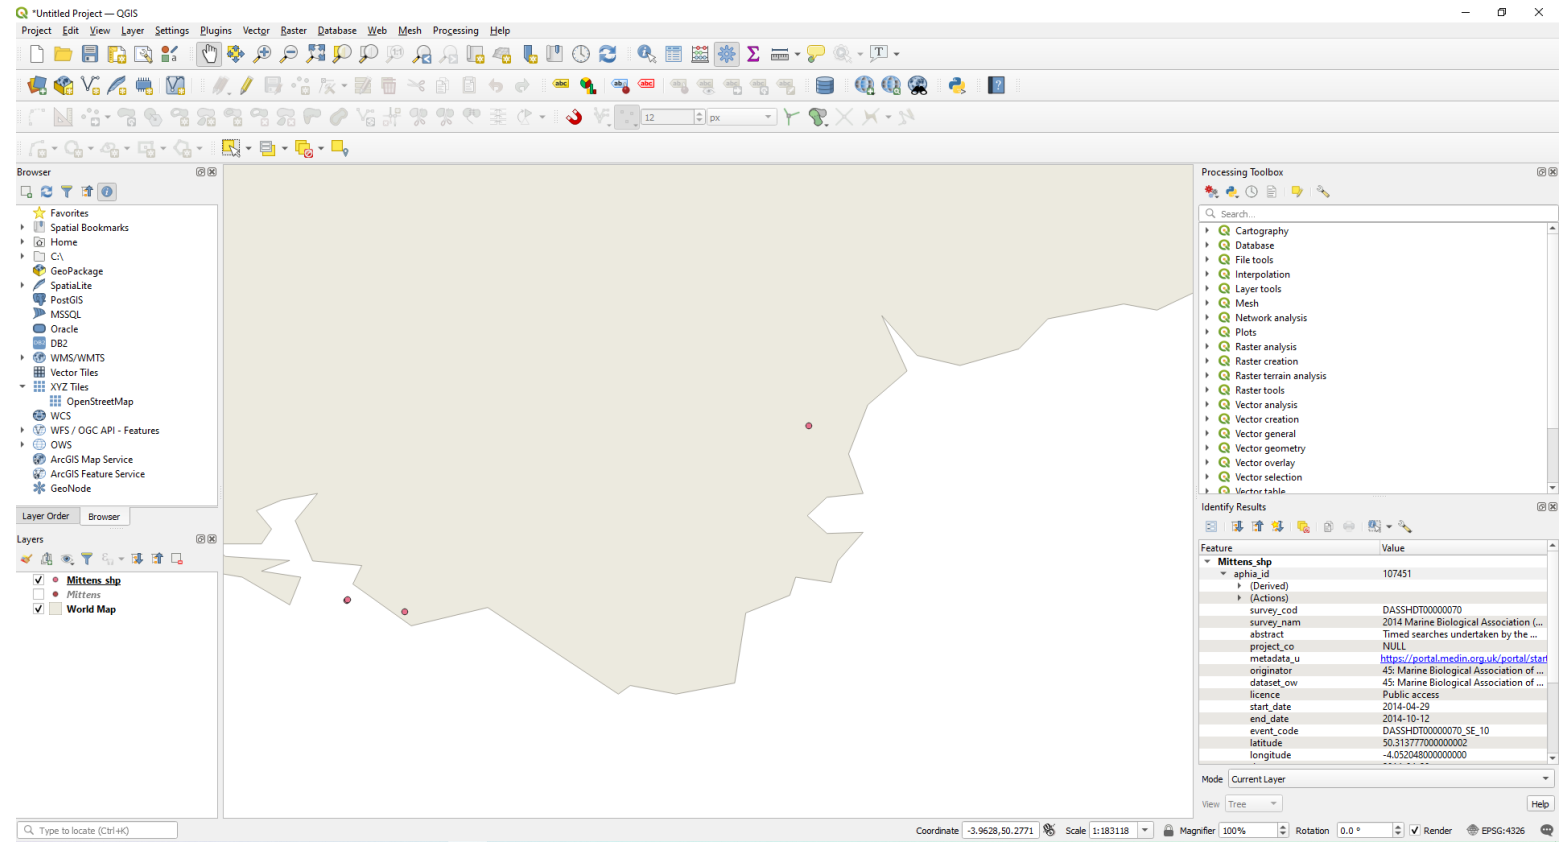 *Untitled Project — QGIS
Project Edit View Layer Settings Plugins Vector Raster Database Web Mesh Processing Help
12 px
Browser
Favorites
Spatial Bookmarks
Home
C:\
GeoPackage
SpatiaLite
PostGIS
MSSQL
Oracle
DB2
WMS/WMTS
Vector Tiles
XYZ Tiles
OpenStreetMap
WCS
WFS / OGC API - Features
OWS
ArcGIS Map Service
ArcGIS Feature Service
GeoNode
Layer Order Browser
Layers
Mittens_shp
Mittens
World Map
Processing Toolbox
Search...
Cartography
Database
File tools
Interpolation
Layer tools
Mesh
Network analysis
Plots
Raster analysis
Raster creation
Raster terrain analysis
Raster tools
Vector analysis
Vector creation
Vector general
Vector geometry
Vector overlay
Vector selection
Vector table
Identify Results
Feature Value
Mittens_shp
aphia_id 107451
(Derived)
(Actions)
survey_cod DASSHDT00000070
survey_nam 2014 Marine Biological Association (...
abstract Timed searches undertaken by the ...
project_co NULL
metadata_u https://portal.medin.org.uk/portal/start
originator 45: Marine Biological Association of ...
dataset_ow 45: Marine Biological Association of ...
licence Public access
start_date 2014-04-29
end_date 2014-10-12
event_code DASSHDT00000070_SE_10
latitude 50.313777000000002
longitude -4.052048000000000
Mode Current Layer
View Tree Help
Type to locate (Ctrl+K) Coordinate -3.9628,50.2771 Scale 1:183118 Magnifier 100% Rotation 0.0 ° Render EPSG:4326